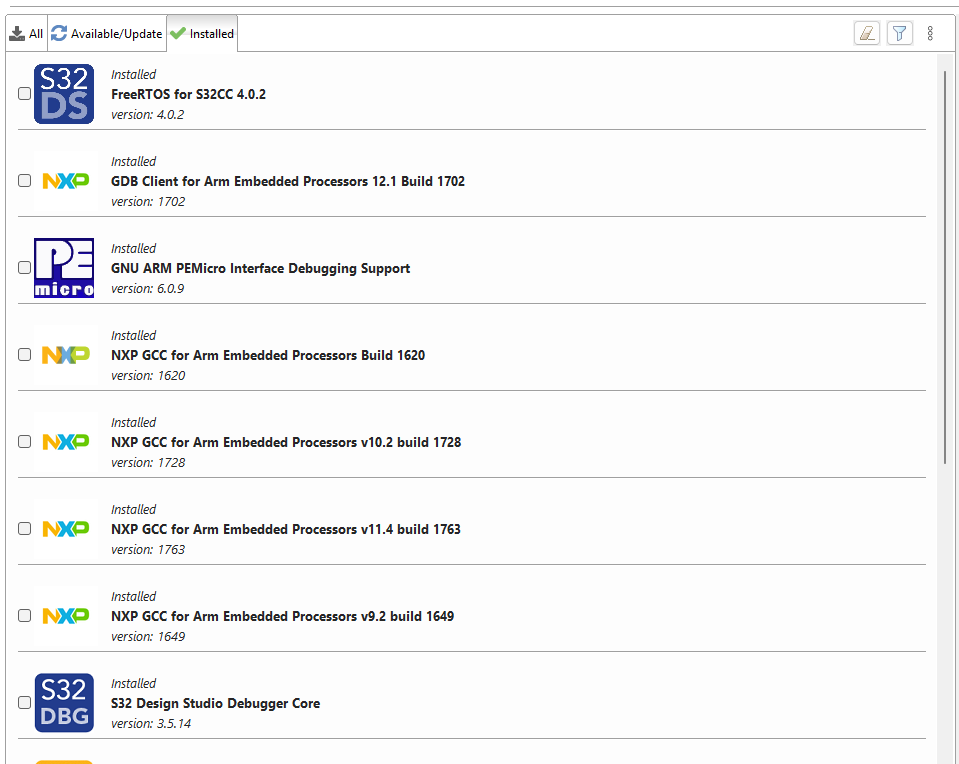 All Available/Update Installed
S32
DS
Installed
FreeRTOS for S32CC 4.0.2
version: 4.0.2
NXP
Installed
GDB Client for Arm Embedded Processors 12.1 Build 1702
version: 1702
PE
micro
Installed
GNU ARM PEMicro Interface Debugging Support
version: 6.0.9
NXP
Installed
NXP GCC for Arm Embedded Processors Build 1620
version: 1620
NXP
Installed
NXP GCC for Arm Embedded Processors v10.2 build 1728
version: 1728
NXP
Installed
NXP GCC for Arm Embedded Processors v11.4 build 1763
version: 1763
NXP
Installed
NXP GCC for Arm Embedded Processors v9.2 build 1649
version: 1649
S32
DBG
Installed
S32 Design Studio Debugger Core
version: 3.5.14